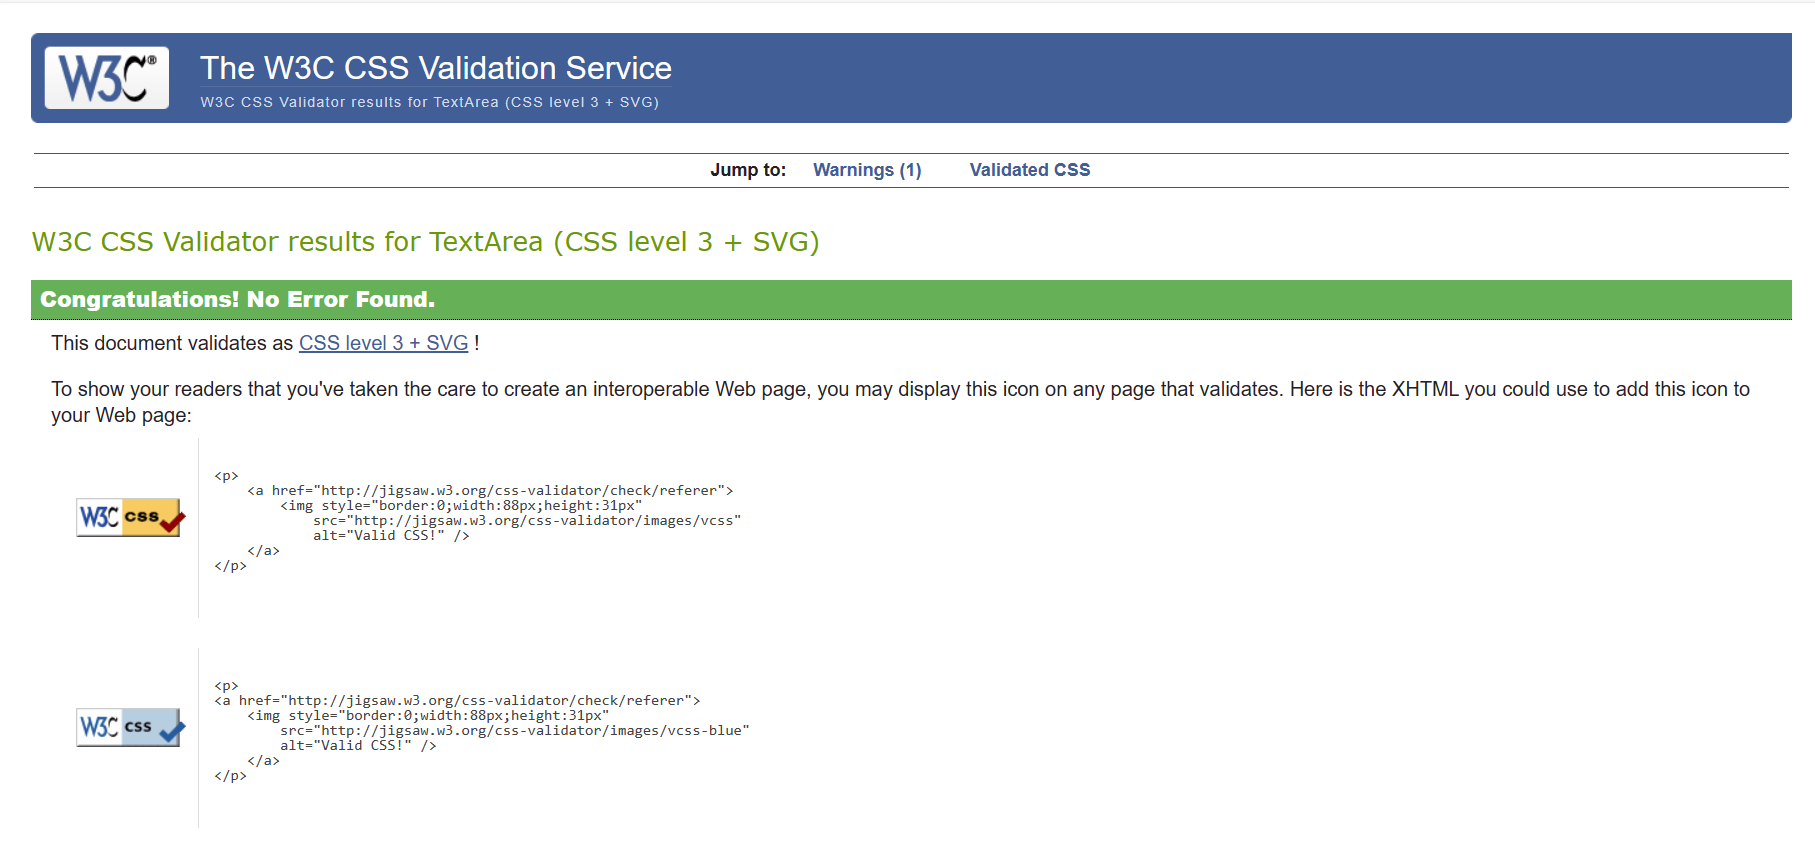 W3C®
The W3C CSS Validation Service
W3C CSS Validator results for TextArea (CSS level 3 + SVG)
Jump to: Warnings (1) Validated CSS
W3C CSS Validator results for TextArea (CSS level 3 + SVG)
Congratulations! No Error Found.
This document validates as CSS level 3 + SVG !
To show your readers that you've taken the care to create an interoperable Web page, you may display this icon on any page that validates. Here is the XHTML you could use to add this icon to
your Web page:
W3C css
<p>
    <a href="http://jigsaw.w3.org/css-validator/check/referer">
        <img style="border:0;width:88px;height:31px"
            src="http://jigsaw.w3.org/css-validator/images/vcss"
            alt="Valid CSS!" />
    </a>
</p>
W3C css
<p>
<a href="http://jigsaw.w3.org/css-validator/check/referer">
    <img style="border:0;width:88px;height:31px"
        src="http://jigsaw.w3.org/css-validator/images/vcss-blue"
        alt="Valid CSS!" />
    </a>
</p>